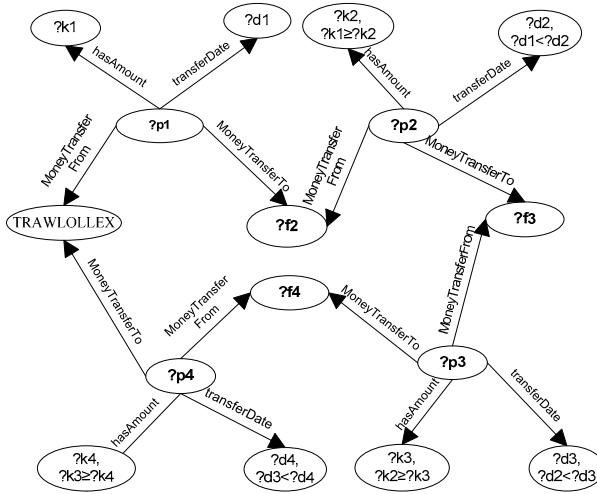 ?k1
?d1
?k2,
?k1≥?k2
?d2,
?d1<?d2
hasAmount
transferDate
hasAmount
transferDate
?p1
?p2
MoneyTransfer
From
MoneyTransferTo
MoneyTransfer
From
MoneyTransferTo
TRAWLOLLEX
?f2
?f3
MoneyTransferTo
MoneyTransfer
From
?f4
MoneyTransferTo
MoneyTransferFrom
?p4
?p3
hasAmount
transferDate
hasAmount
transferDate
?k4,
?k3≥?k4
?d4,
?d3<?d4
?k3,
?k2≥?k3
?d3,
?d2<?d3